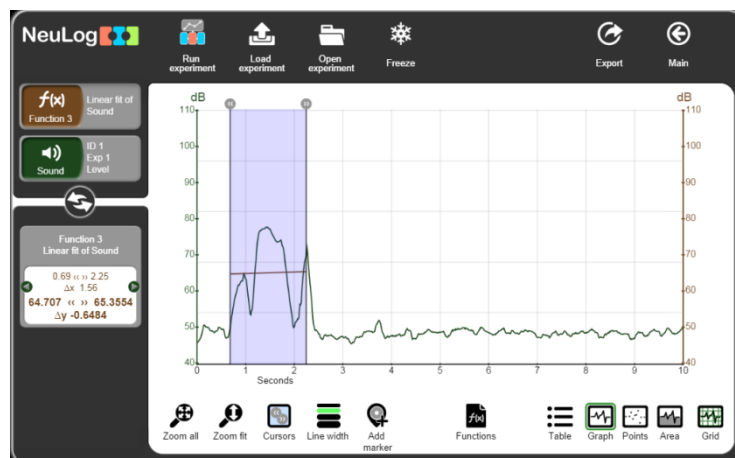 NeuLog
Run
experiment
Load
experiment
Open
experiment
Freeze
Export
Main
f(x)
Function 3
Linear fit of
Sound
Sound
ID 1
Exp 1
Level
Function 3
Linear fit of Sound
0.69 ‹‹ ›› 2.25
Δx 1.56
64.707 ‹‹ ›› 65.3554
Δy -0.6484
dB
110
100
90
80
70
60
50
40
dB
110
100
90
80
70
60
50
40
0 1 2 3 4 5 6 7 8 9 10
Seconds
Zoom all
Zoom fit
Cursors
Line width
Add
marker
f(x)
Functions
Table
Graph
Points
Area
Grid